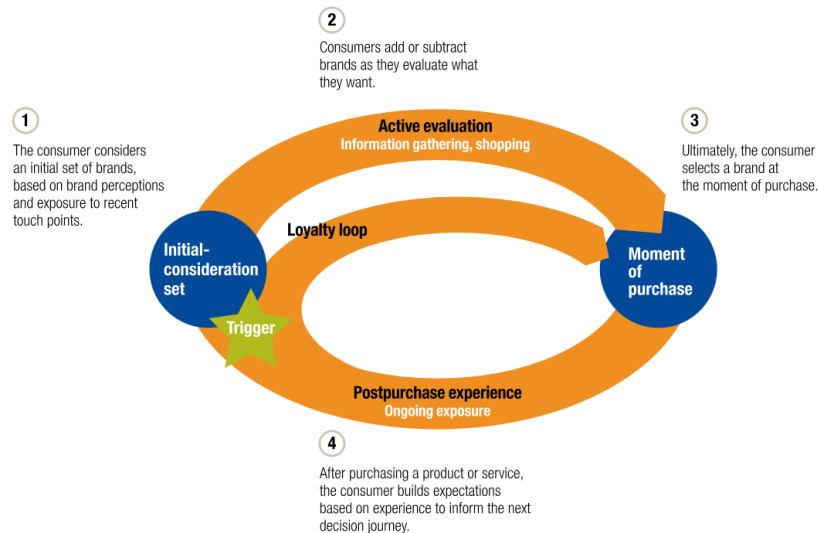 1
The consumer considers
an initial set of brands,
based on brand perceptions
and exposure to recent
touch points.
2
Consumers add or subtract
brands as they evaluate what
they want.
3
Ultimately, the consumer
selects a brand at
the moment of purchase.
Active evaluation
Information gathering, shopping
Loyalty loop
Initial-
consideration
set
Trigger
Moment
of
purchase
Postpurchase experience
Ongoing exposure
4
After purchasing a product or service,
the consumer builds expectations
based on experience to inform the next
decision journey.